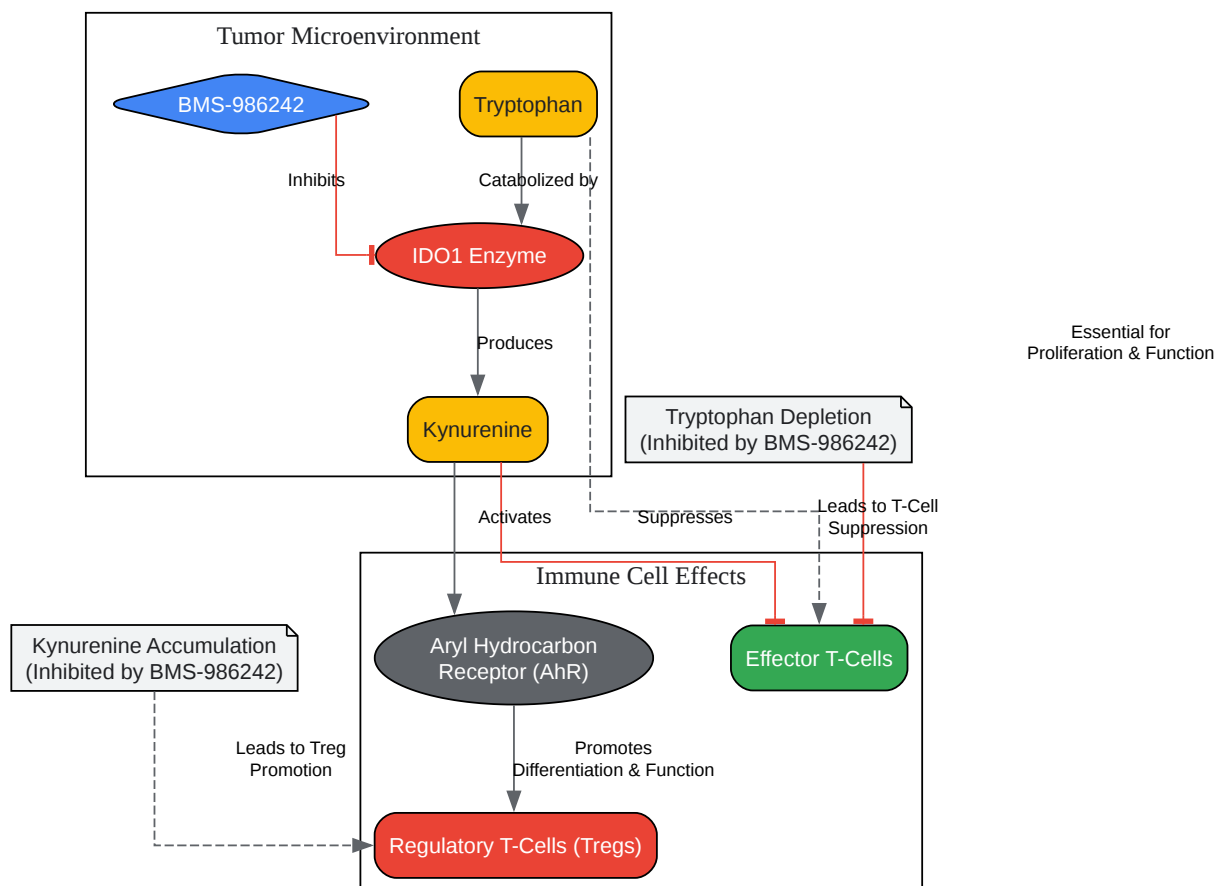 Tumor Microenvironment
BMS-986242
Tryptophan
Inhibits
Catabolized by
IDO1 Enzyme
Produces
Essential for
Proliferation & Function
Kynurenine
Tryptophan Depletion
(Inhibited by BMS-986242)
Activates
Suppresses
Leads to T-Cell
Suppression
Immune Cell Effects
Kynurenine Accumulation
(Inhibited by BMS-986242)
Aryl Hydrocarbon
Receptor (AhR)
Effector T-Cells
Leads to Treg
Promotion
Promotes
Differentiation & Function
Regulatory T-Cells (Tregs)